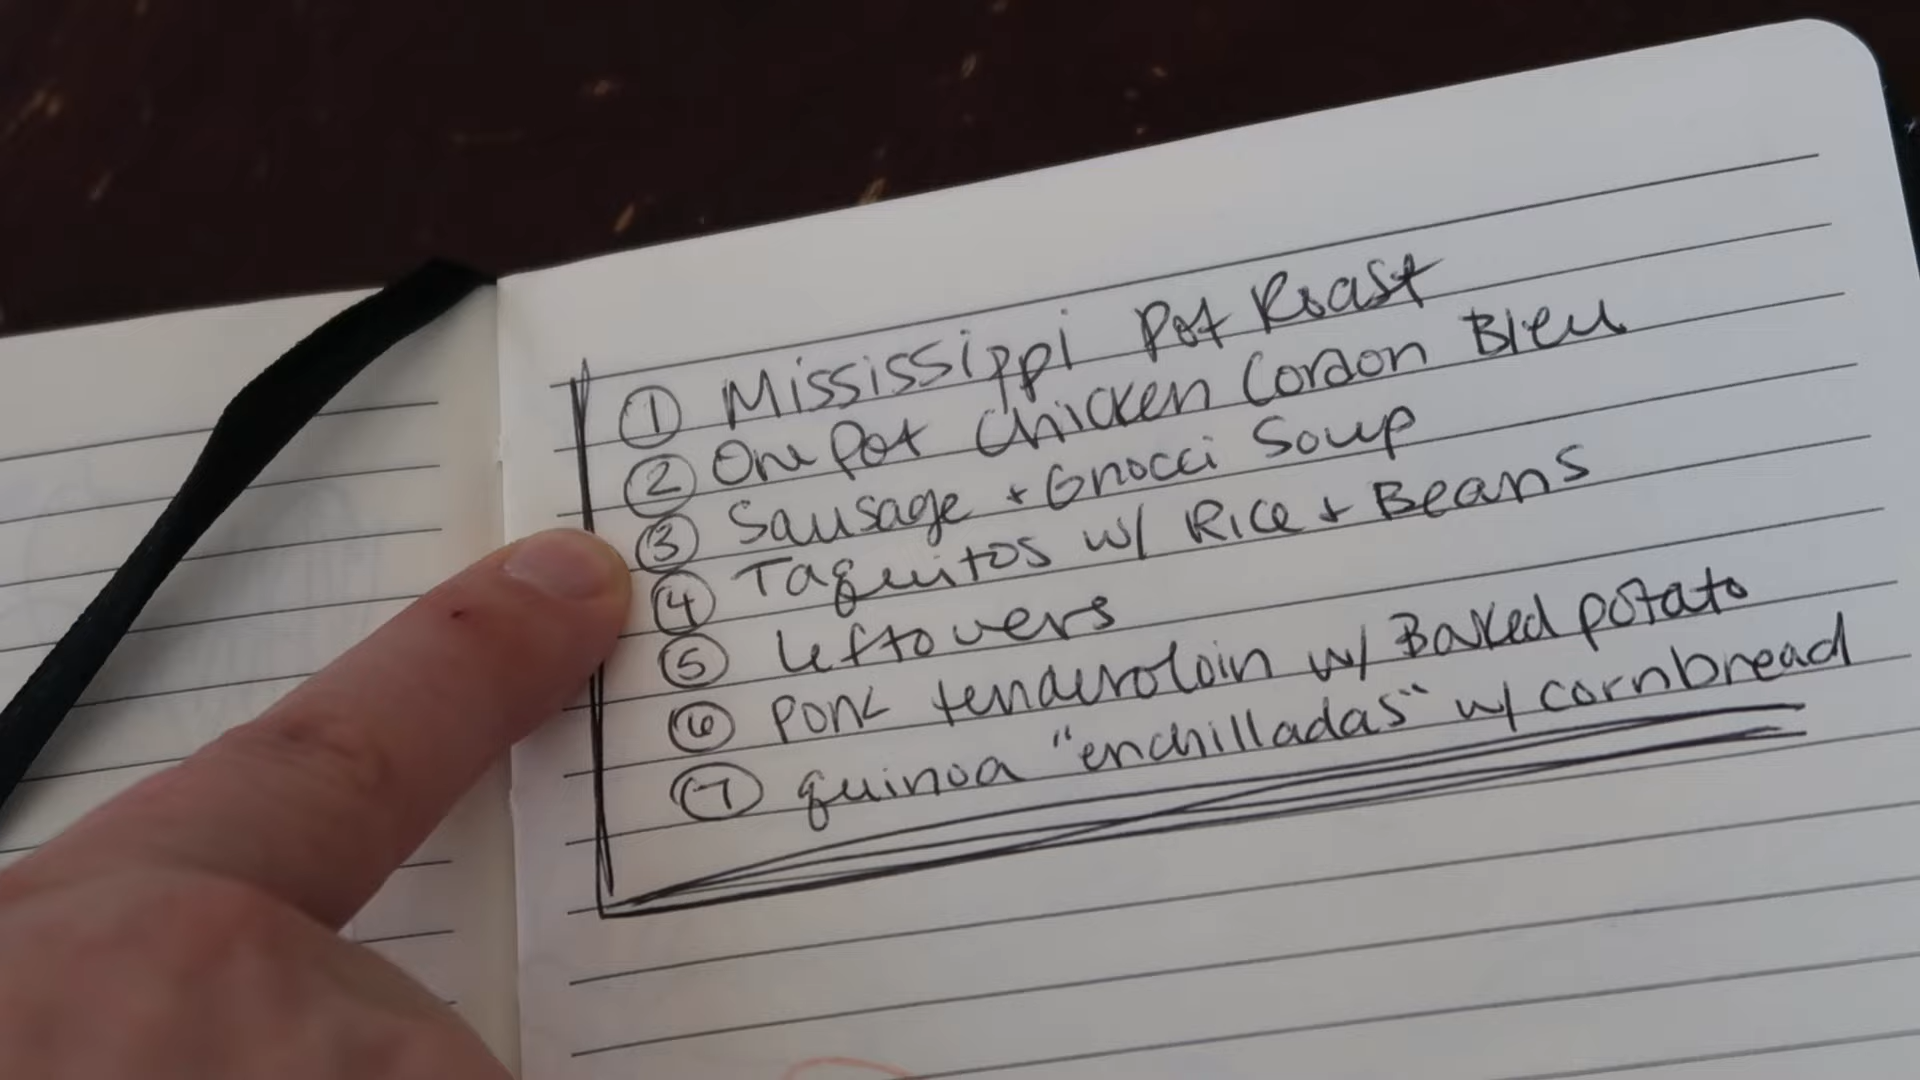 ① Mississippi Pot Roast
② One Pot Chicken Cordon Bleu
③ Sausage + Gnocci Soup
④ Taquitos w/ Rice + Beans
⑤ leftovers
⑥ Pork tenderoloin w/ Baked potato
⑦ quinoa "enchilladas" w/ cornbread